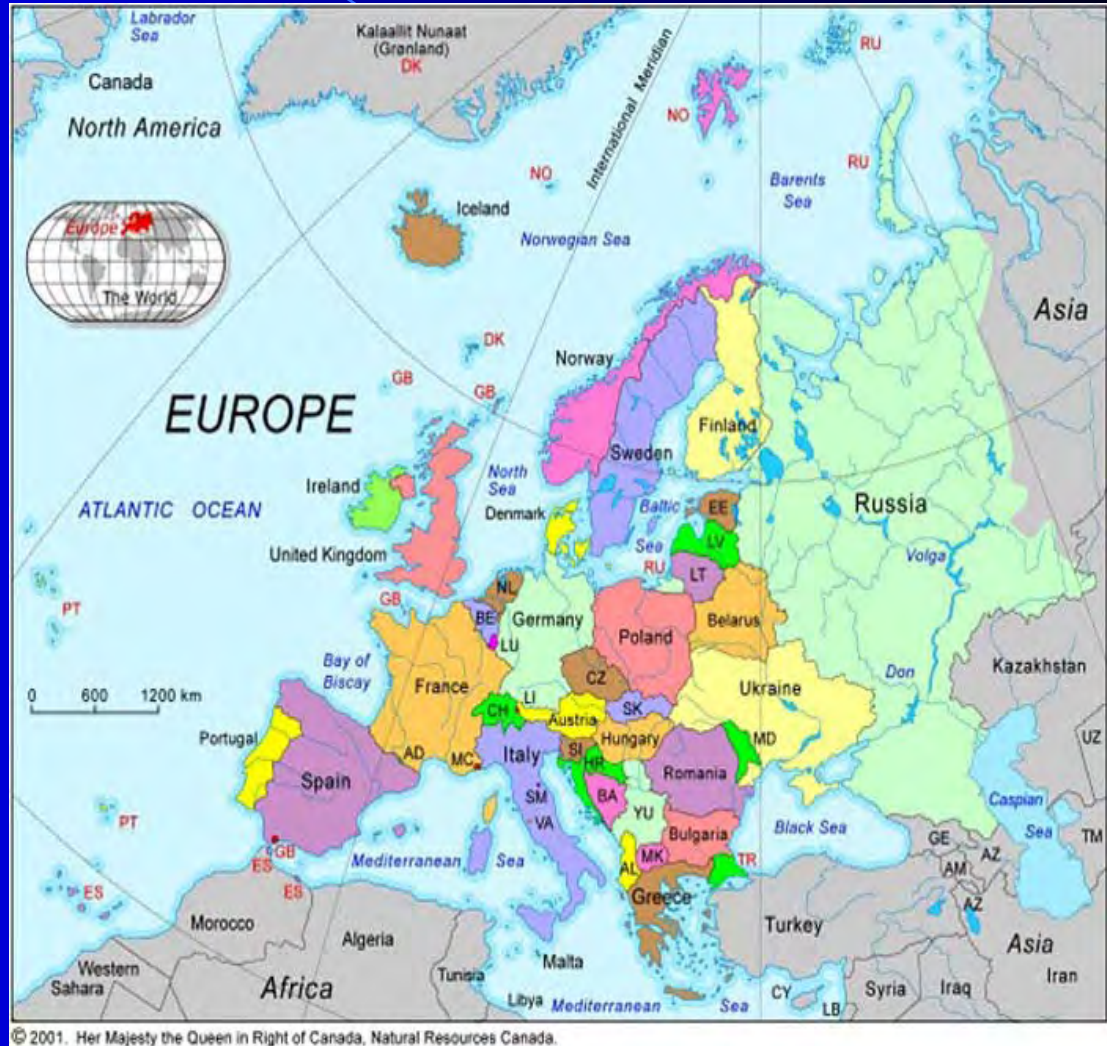 Labrador
Sea
Kalaallit Nunaat
(Grønland)
DK
RU
Canada
International Meridian
North America
NO
RU
NO
Barents
Sea
Iceland
Europe
Norwegian Sea
The World
Asia
DK
Norway
GB
GB
EUROPE
Finland
Sweden
North
Sea
Ireland
Baltic
Sea
EE
Russia
ATLANTIC OCEAN
Denmark
LV
United Kingdom
RU
LT
Volga
NL
GB
BE
Germany
Belarus
Poland
LU
Bay of
Biscay
PT
Kazakhstan
0 600 1200 km
France
CZ
Ukraine
Don
LI
CH
Austria
SK
Portugal
Hungary
MD
UZ
AD
MC
Italy
SI
HR
Spain
Romania
SM
BA
PT
VA
YU
Caspian
Sea
Bulgaria
Black Sea
GB
ES
Mediterranean Sea
MK
TR
AL
GE
AZ
TM
AM
ES
ES
Greece
AZ
Morocco
Turkey
Algeria
Asia
Western
Sahara
Africa
Tunisia
Malta
Libya
Mediterranean Sea
CY
LB
Syria
Iraq
Iran
© 2001. Her Majesty the Queen in Right of Canada, Natural Resources Canada.